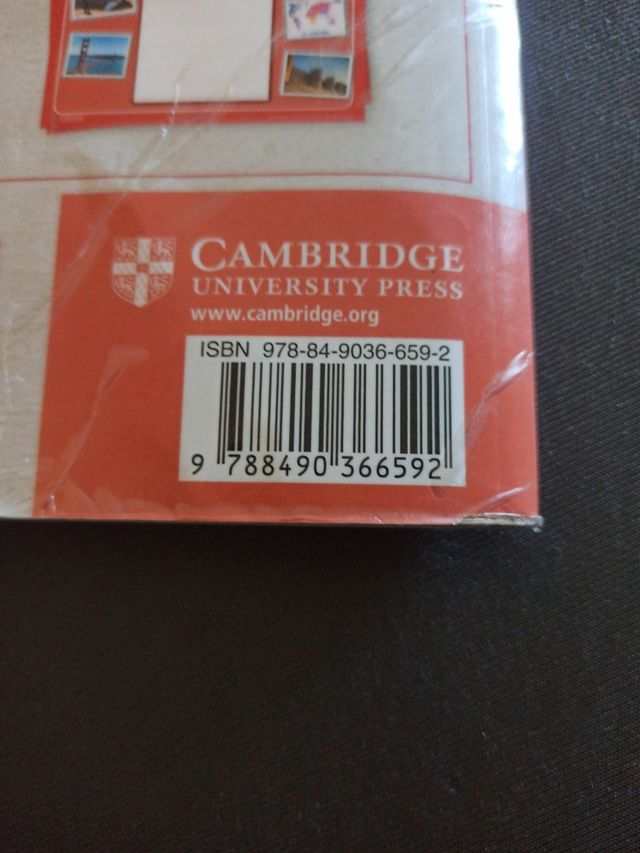 CAMBRIDGE
UNIVERSITY PRESS
www.cambridge.org
ISBN 978-84-9036-659-2
9 788490 366592